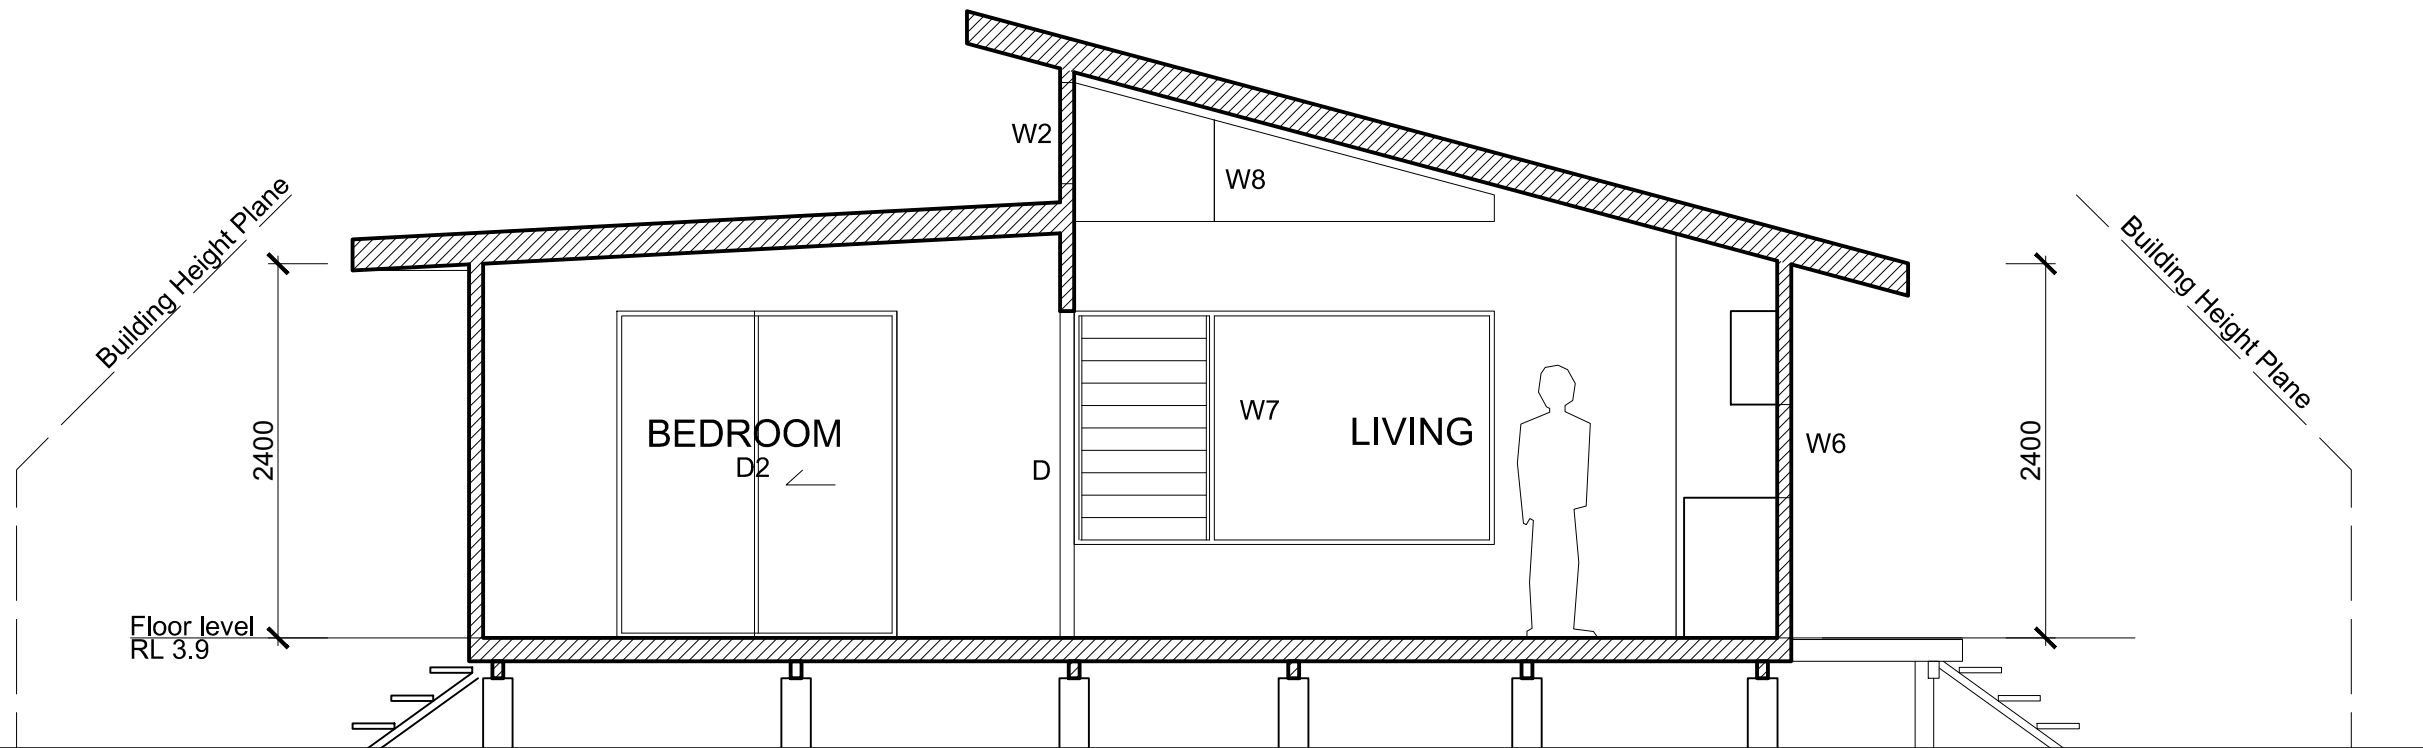 W2
W8
Building Height Plane
Building Height Plane
2400
BEDROOM
D2
D
W7
LIVING
W6
2400
Floor level
RL 3.9